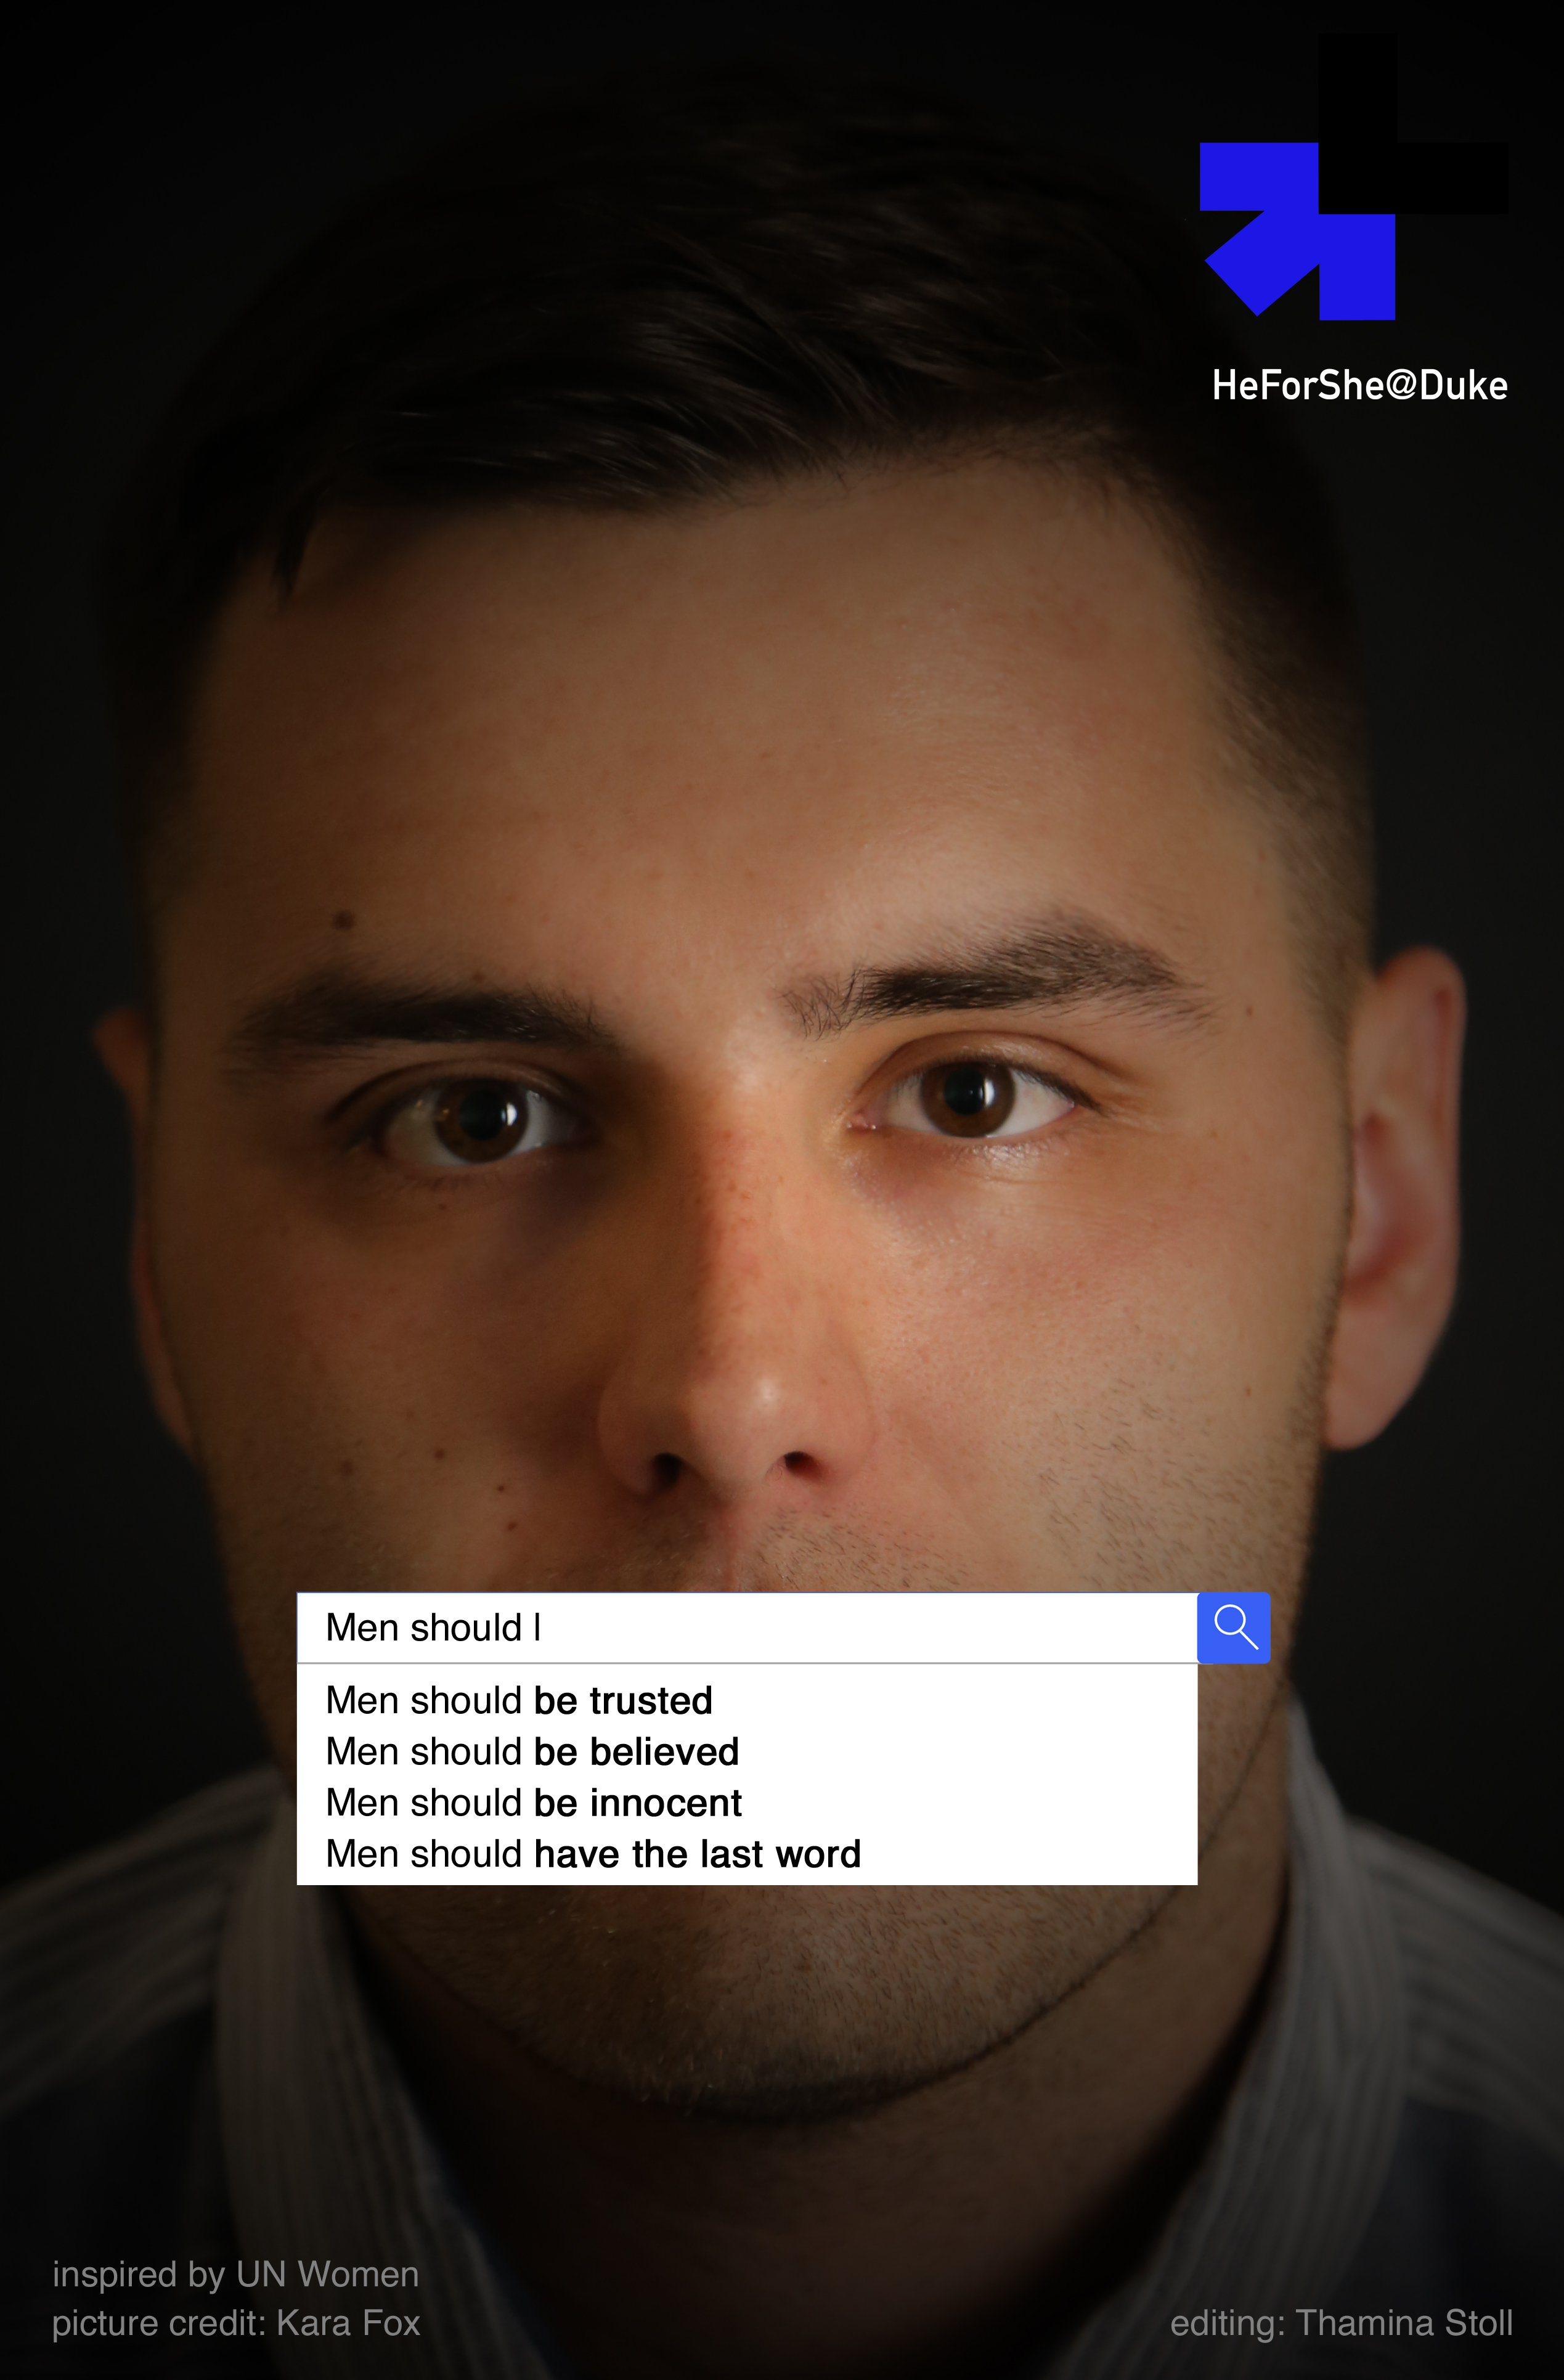 HeForShe@Duke
Men should |
Men should be trusted
Men should be believed
Men should be innocent
Men should have the last word
inspired by UN Women
picture credit: Kara Fox
editing: Thamina Stoll